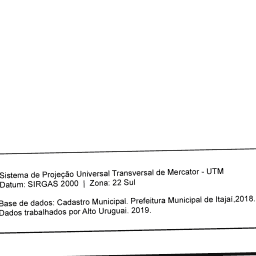 Sistema de Projeção Universal Transversal de Mercator - UTM
Datum: SIRGAS 2000 | Zona: 22 Sul
Base de dados: Cadastro Municipal. Prefeitura Municipal de Itajaí,2018.
Dados trabalhados por Alto Uruguai. 2019.